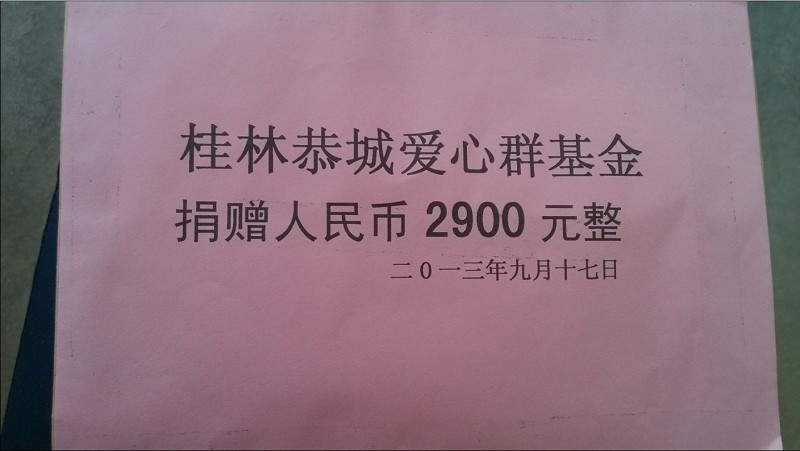 桂林恭城爱心群基金
捐赠人民币 2900 元整
二0一三年九月十七日